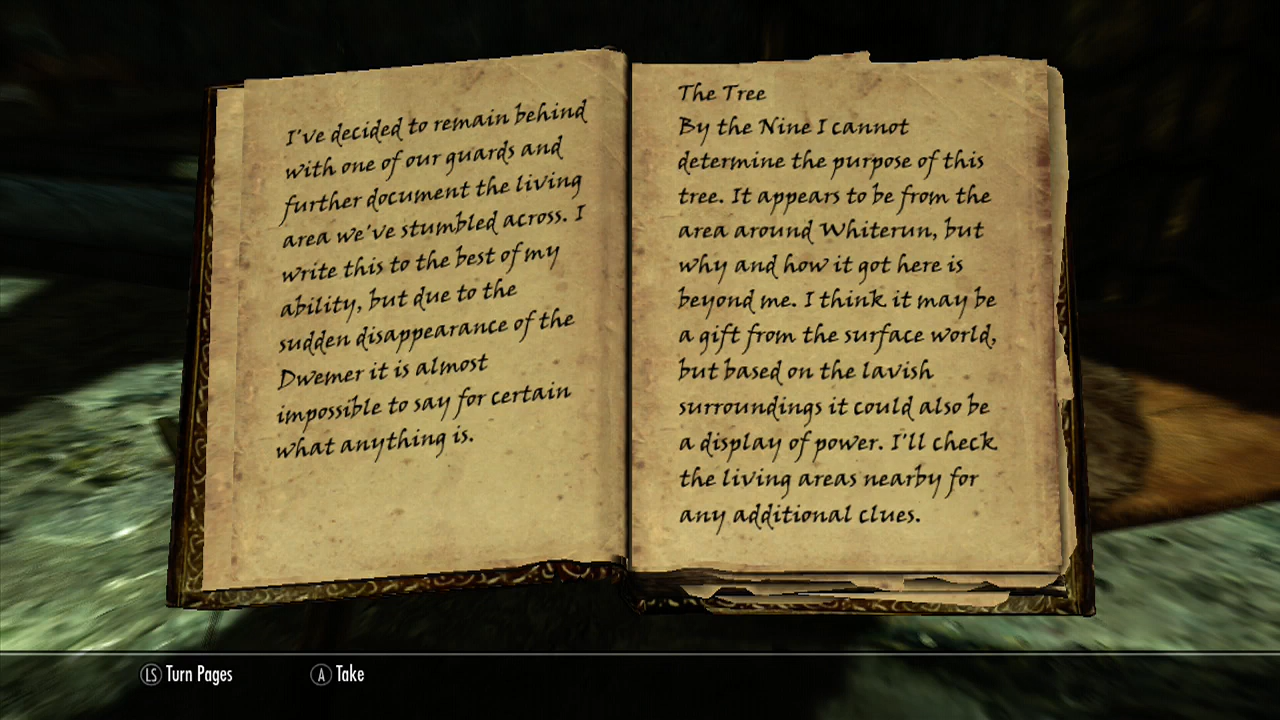 I've decided to remain behind
with one of our guards and
further document the living
area we've stumbled across. I
write this to the best of my
ability, but due to the
sudden disappearance of the
Dwemer it is almost
impossible to say for certain
what anything is.
The Tree
By the Nine I cannot
determine the purpose of this
tree. It appears to be from the
area around Whiterun, but
why and how it got here is
beyond me. I think it may be
a gift from the surface world,
but based on the lavish
surroundings it could also be
a display of power. I'll check
the living areas nearby for
any additional clues.
LS Turn Pages
A Take